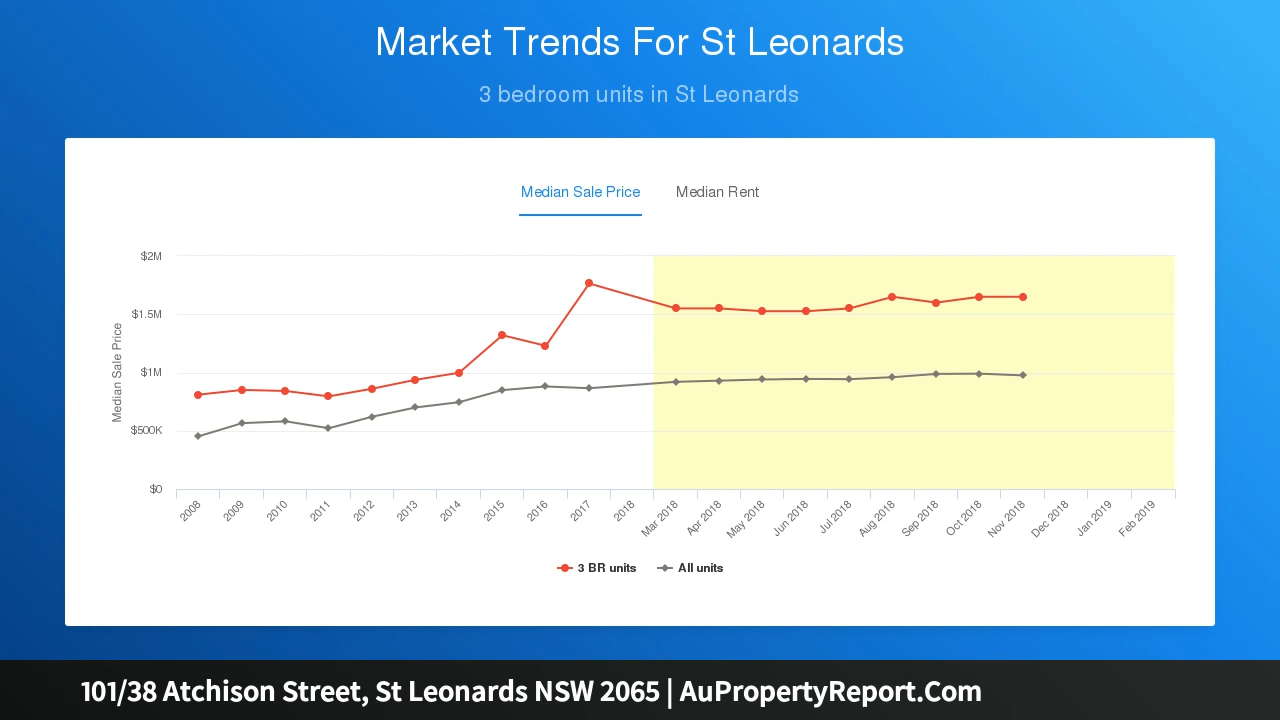 Market Trends For St Leonards
3 bedroom units in St Leonards
Median Sale Price Median Rent
Median Sale Price
$2M
$1.5M
$1M
$500K
$0
2008 2009 2010 2011 2012 2013 2014 2015 2016 2017 2018 Mar 2018 Apr 2018 May 2018 Jun 2018 Jul 2018 Aug 2018 Sep 2018 Oct 2018 Nov 2018 Dec 2018 Jan 2019 Feb 2019
3 BR units All units
101/38 Atchison Street, St Leonards NSW 2065 | AuPropertyReport.Com